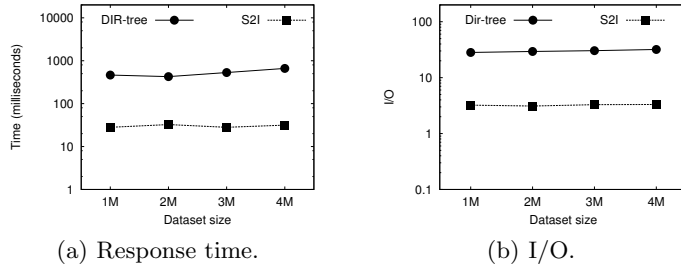 DIR-tree S2I
10000
1000
100
10
1
Time (milliseconds)
1M 2M 3M 4M
Dataset size
(a) Response time.
Dir-tree S2I
100
10
1
0.1
I/O
1M 2M 3M 4M
Dataset size
(b) I/O.